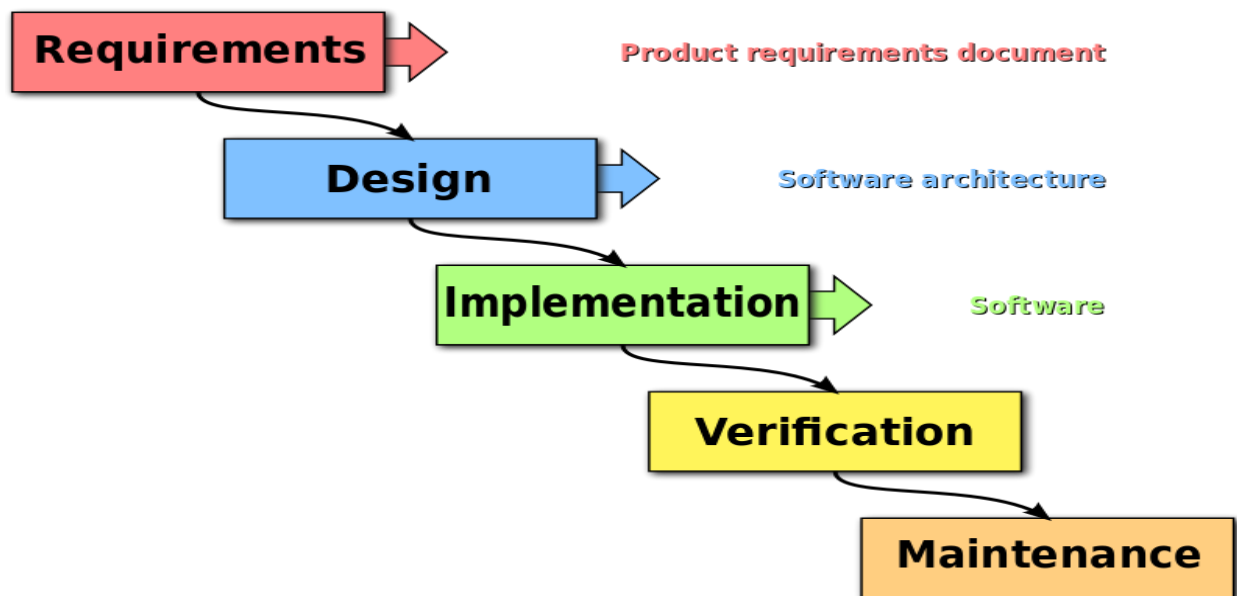 Requirements
Product requirements document
Design
Software architecture
Implementation
Software
Verification
Maintenance